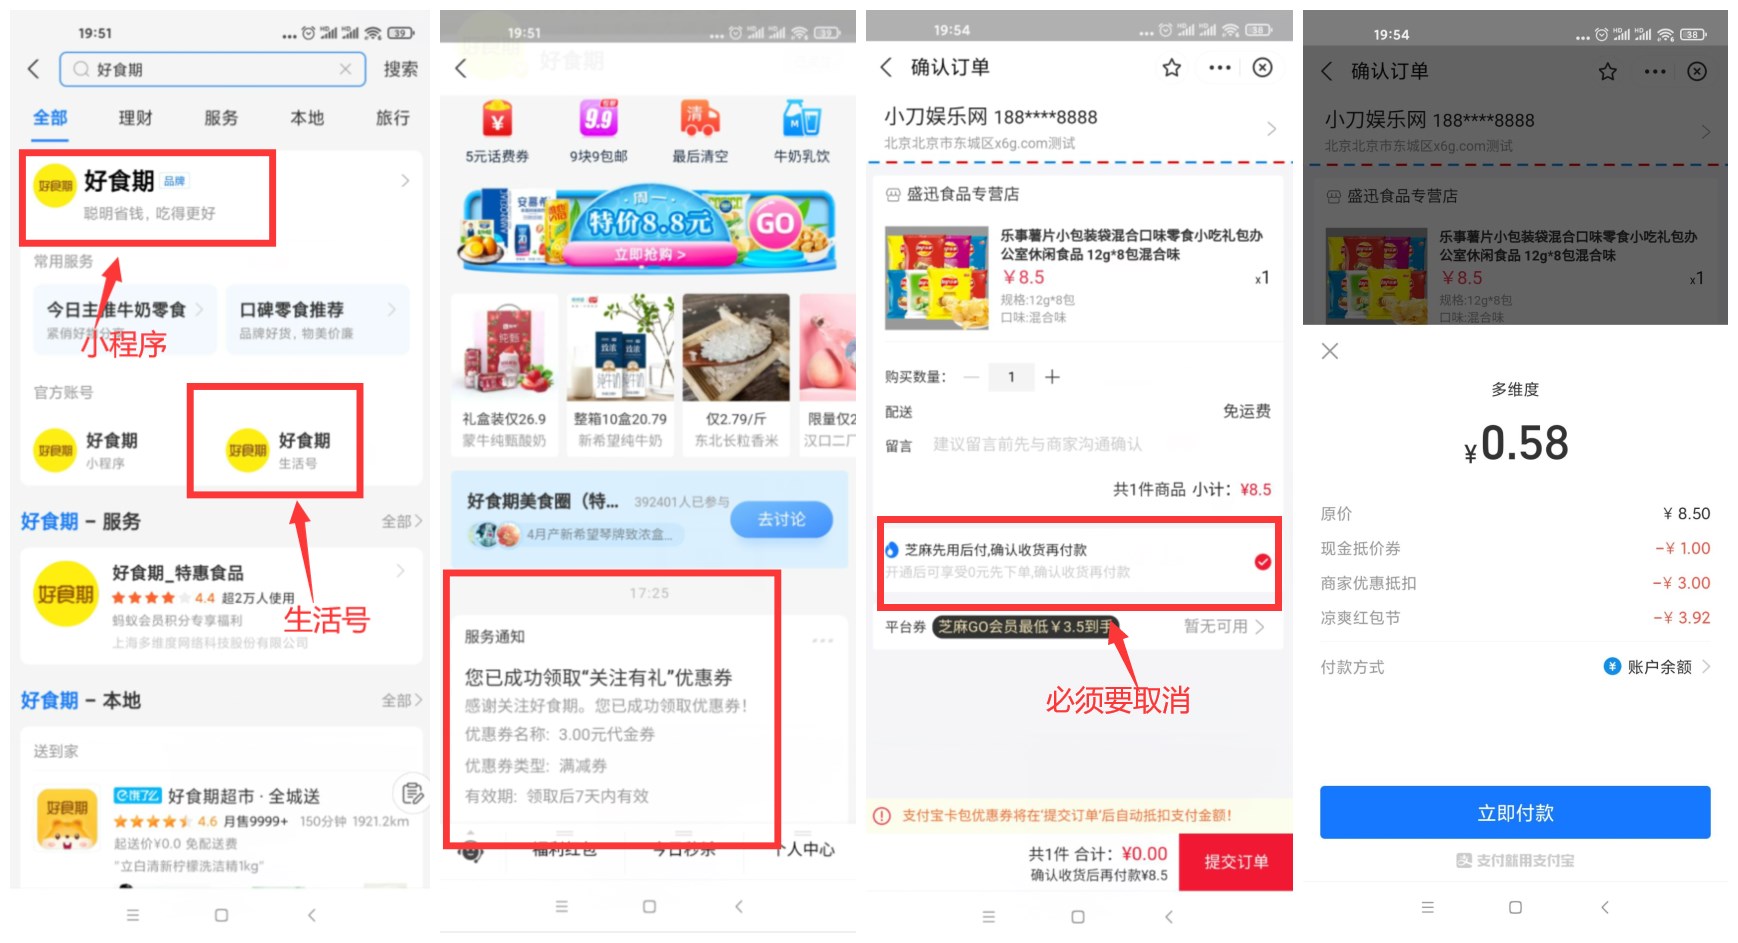 19:51
39
好食期
搜索
全部
理财
服务
本地
旅行
好食期
好食期 品牌
聪明省钱，吃得更好
常用服务
今日主推牛奶零食
紧俏好
口碑零食推荐
品牌好货，物美价廉
小程序
官方账号
好食期
好食期
小程序
好食期
好食期
生活号
好食期 – 服务
全部
生活号
好食期
好食期_特惠食品
4.4 超2万人使用
蚂蚁会员积分专享福利
上海多维度网络科技股份有限公司
好食期 – 本地
全部
送到家
好食期
饿了么 好食期超市·全城送
4.6 月售9999+ 150分钟 1921.2km
起送价¥0.0 免配送费
“立白清新柠檬洗洁精1kg”
19:51
39
好食期
5元话费券
9.9
9块9包邮
清
最后清空
牛奶乳饮
周一
特价8.8元
立即抢购 >
GO
礼盒装仅26.9
蒙牛纯甄酸奶
整箱10盒20.79
新希望纯牛奶
仅2.79/斤
东北长粒香米
限量仅2
汉口二厂
好食期美食圈（特... 392401人已参与
4月产新希望琴牌致浓盒...
去讨论
17:25
服务通知
您已成功领取“关注有礼”优惠券
感谢关注好食期。您已成功领取优惠券！
优惠券名称: 3.00元代金券
优惠券类型: 满减券
有效期: 领取后7天内有效
福利红包
今日秒杀
个人中心
19:54
38
确认订单
小刀娱乐网 188****8888
北京北京市东城区x6g.com测试
盛迅食品专营店
乐事薯片小包装袋混合口味零食小吃礼包办
公室休闲食品 12g*8包混合味
￥8.5
x1
规格:12g*8包
口味:混合味
购买数量:
1
配送
免运费
留言 建议留言前先与商家沟通确认
共1件商品 小计: ¥8.5
芝麻先用后付,确认收货再付款
开通后可享受0元先下单,确认收货再付款
平台券 芝麻GO会员最低￥3.5到手
暂无可用
必须要取消
支付宝卡包优惠券将在'提交订单'后自动抵扣支付金额！
共1件 合计: ¥0.00
确认收货后再付款¥8.5
提交订单
19:54
38
确认订单
小刀娱乐网 188****8888
北京北京市东城区x6g.com测试
盛迅食品专营店
乐事薯片小包装袋混合口味零食小吃礼包办
公室休闲食品 12g*8包混合味
￥8.5
x1
规格:12g*8包
口味:混合味
多维度
¥0.58
原价
¥ 8.50
现金抵价券
-¥ 1.00
商家优惠抵扣
-¥ 3.00
凉爽红包节
-¥ 3.92
付款方式
账户余额
立即付款
支付就用支付宝